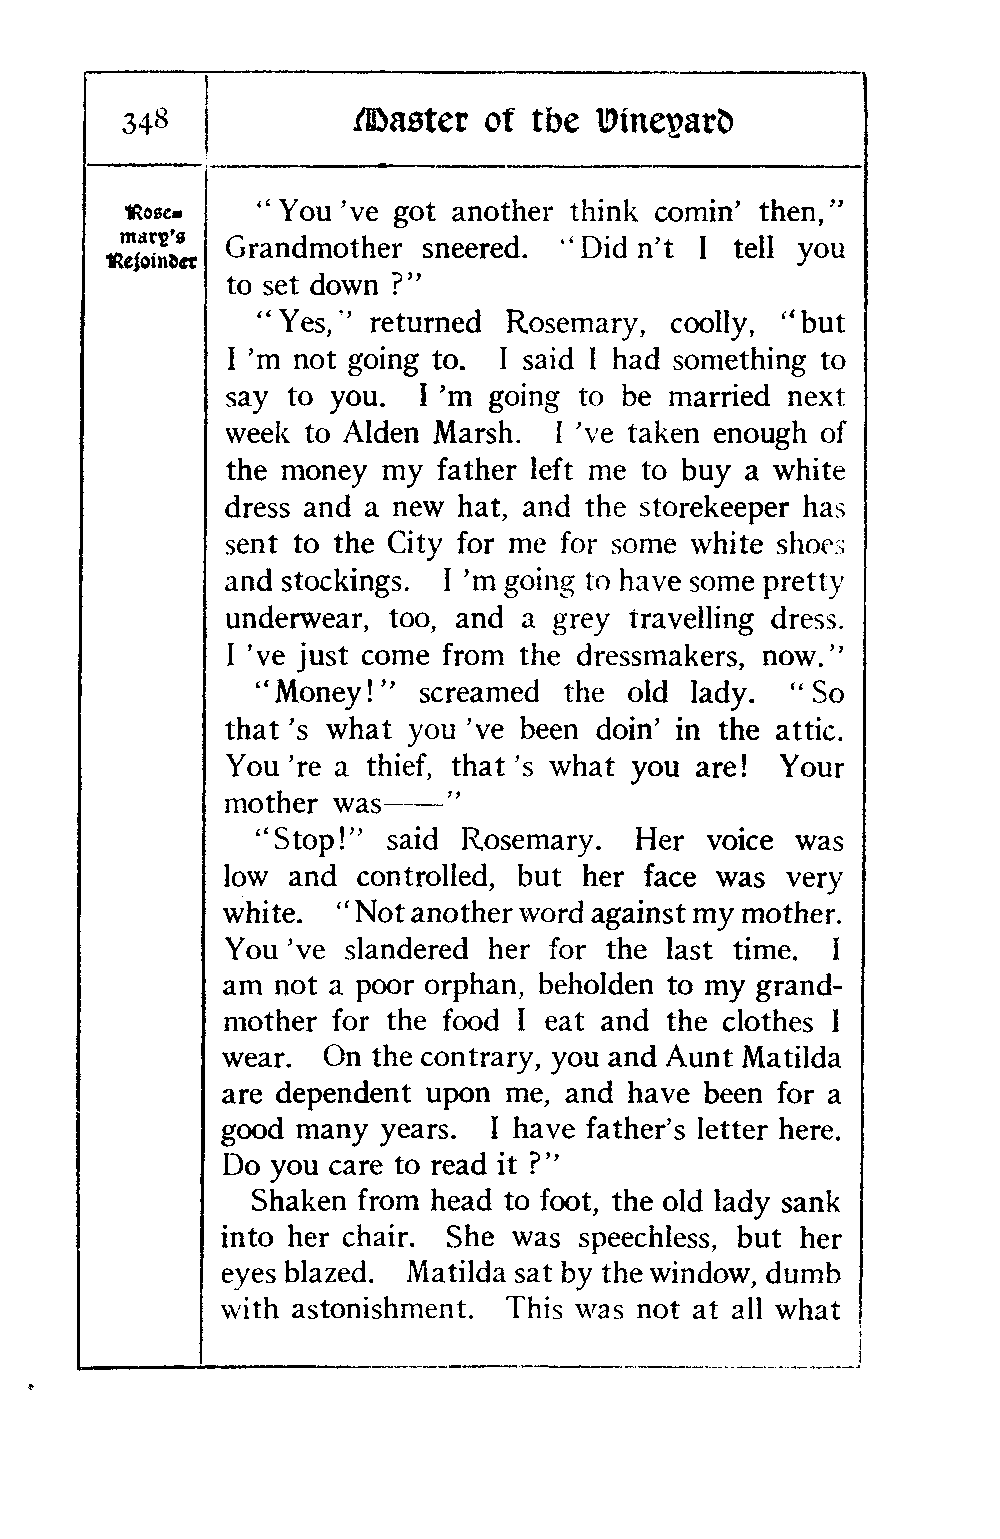 348
Master of the Vineyard
Rose-
mary's
Rejoinder
"You 've got another think comin' then,"
Grandmother sneered. "Did n't I tell you
to set down ?"
"Yes," returned Rosemary, coolly, "but
I 'm not going to. I said I had something to
say to you. I 'm going to be married next
week to Alden Marsh. I 've taken enough of
the money my father left me to buy a white
dress and a new hat, and the storekeeper has
sent to the City for me for some white shoes
and stockings. I 'm going to have some pretty
underwear, too, and a grey travelling dress.
I 've just come from the dressmakers, now."
"Money!" screamed the old lady. "So
that 's what you 've been doin' in the attic.
You 're a thief, that 's what you are! Your
mother was——"
"Stop!" said Rosemary. Her voice was
low and controlled, but her face was very
white. "Not another word against my mother.
You 've slandered her for the last time. I
am not a poor orphan, beholden to my grand-
mother for the food I eat and the clothes I
wear. On the contrary, you and Aunt Matilda
are dependent upon me, and have been for a
good many years. I have father's letter here.
Do you care to read it ?"
Shaken from head to foot, the old lady sank
into her chair. She was speechless, but her
eyes blazed. Matilda sat by the window, dumb
with astonishment. This was not at all what